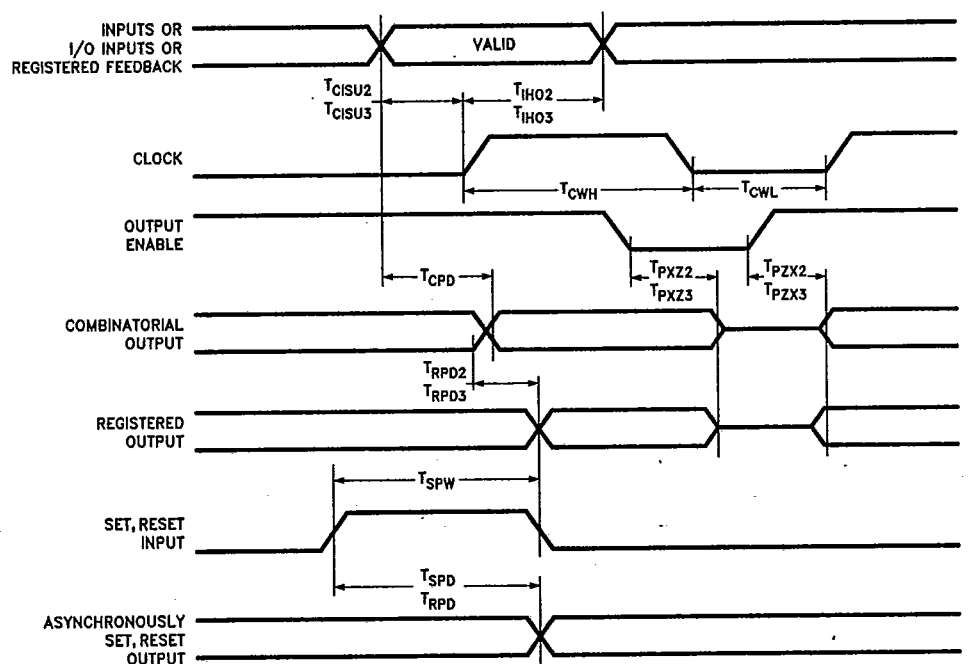 INPUTS OR
I/O INPUTS OR
REGISTERED FEEDBACK
VALID
TCISU2
TCISU3
TIHO2
TIHO3
CLOCK
TCWH
TCWL
OUTPUT
ENABLE
TCPD
TPXZ2
TPXZ3
TPZX2
TPZX3
COMBINATORIAL
OUTPUT
TRPD2
TRPD3
REGISTERED
OUTPUT
TSPW
SET, RESET
INPUT
TSPD
TRPD
ASYNCHRONOUSLY
SET, RESET
OUTPUT